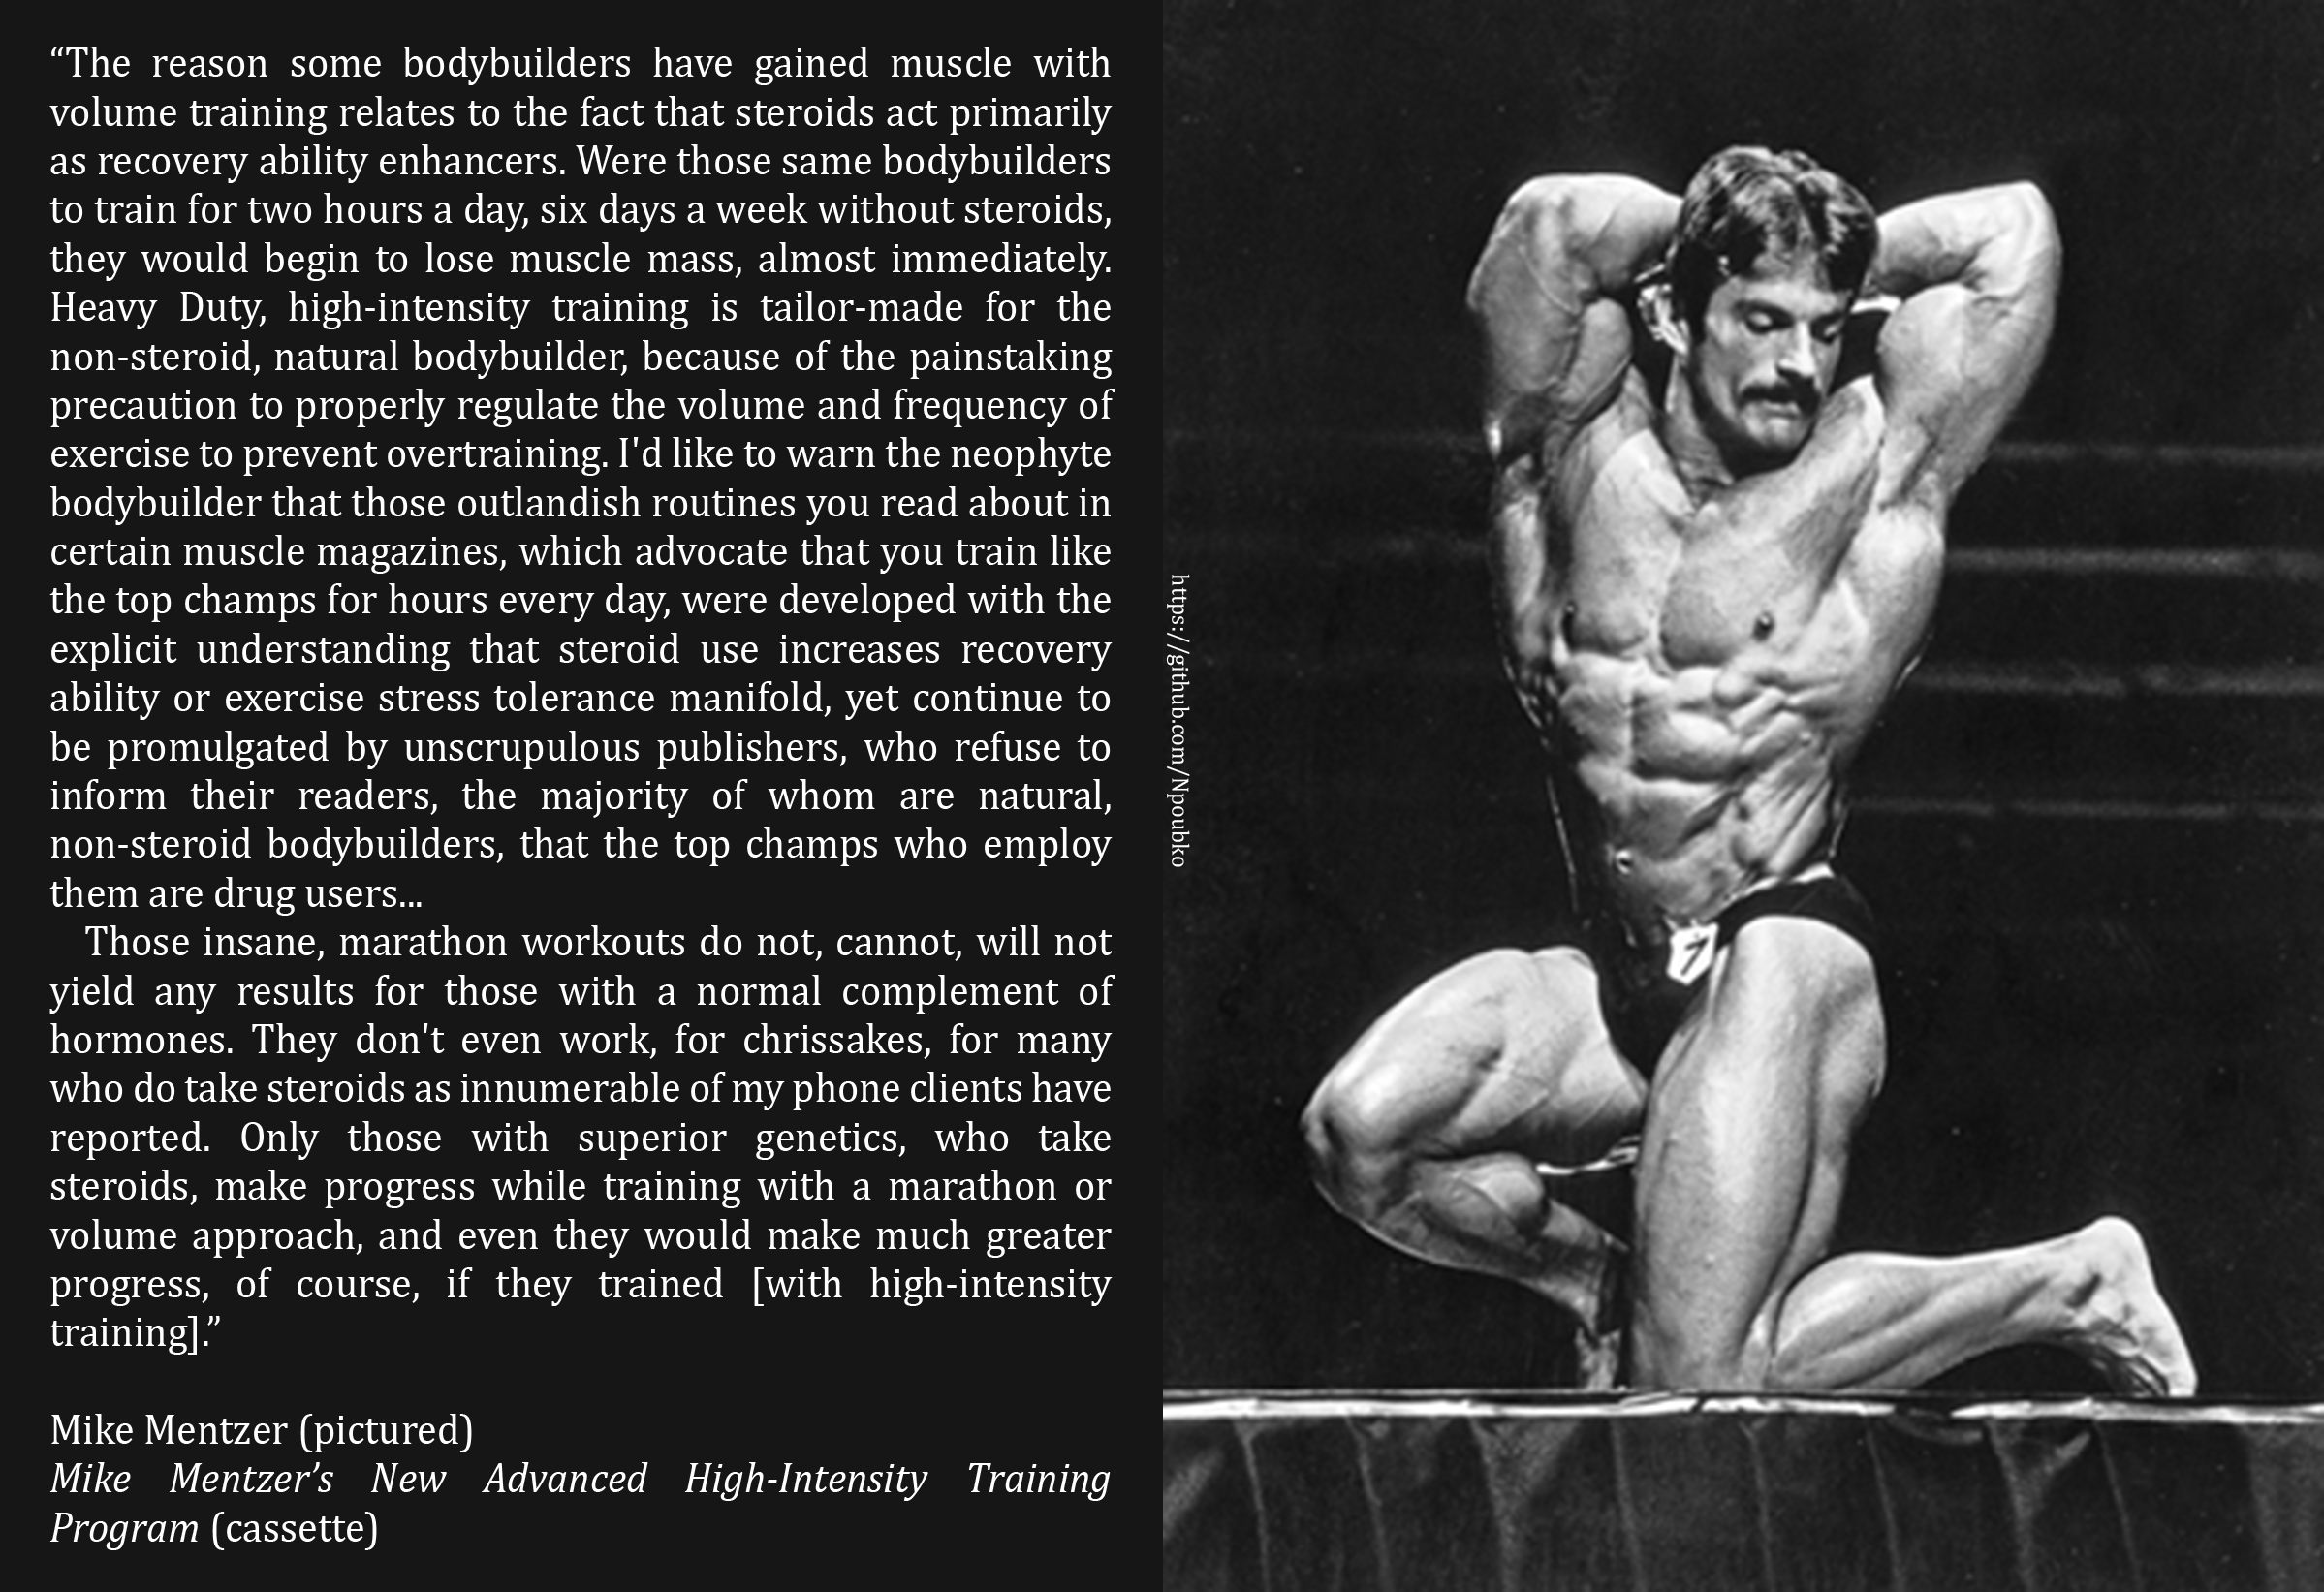 “The reason some bodybuilders have gained muscle with
volume training relates to the fact that steroids act primarily
as recovery ability enhancers. Were those same bodybuilders
to train for two hours a day, six days a week without steroids,
they would begin to lose muscle mass, almost immediately.
Heavy Duty, high-intensity training is tailor-made for the
non-steroid, natural bodybuilder, because of the painstaking
precaution to properly regulate the volume and frequency of
exercise to prevent overtraining. I'd like to warn the neophyte
bodybuilder that those outlandish routines you read about in
certain muscle magazines, which advocate that you train like
the top champs for hours every day, were developed with the
explicit understanding that steroid use increases recovery
ability or exercise stress tolerance manifold, yet continue to
be promulgated by unscrupulous publishers, who refuse to
inform their readers, the majority of whom are natural,
non-steroid bodybuilders, that the top champs who employ
them are drug users...
Those insane, marathon workouts do not, cannot, will not
yield any results for those with a normal complement of
hormones. They don't even work, for chrissakes, for many
who do take steroids as innumerable of my phone clients have
reported. Only those with superior genetics, who take
steroids, make progress while training with a marathon or
volume approach, and even they would make much greater
progress, of course, if they trained [with high-intensity
training].”
Mike Mentzer (pictured)
Mike Mentzer’s New Advanced High-Intensity Training
Program (cassette)
https://github.com/Npoubko
7